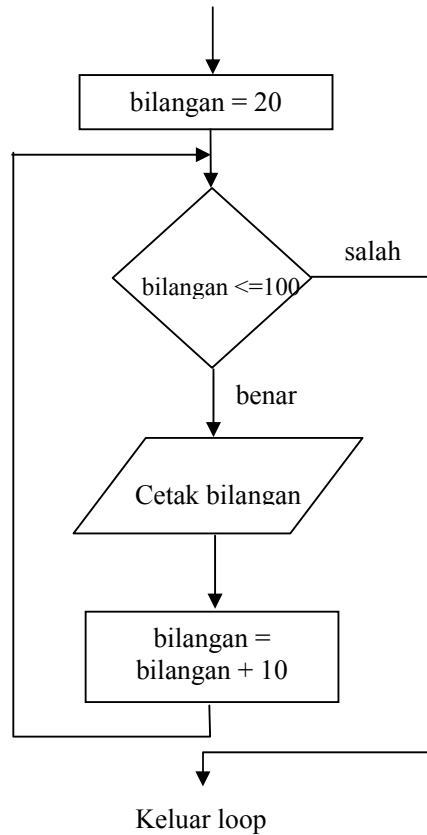 bilangan = 20
salah
bilangan <=100
benar
Cetak bilangan
bilangan =
bilangan + 10
Keluar loop